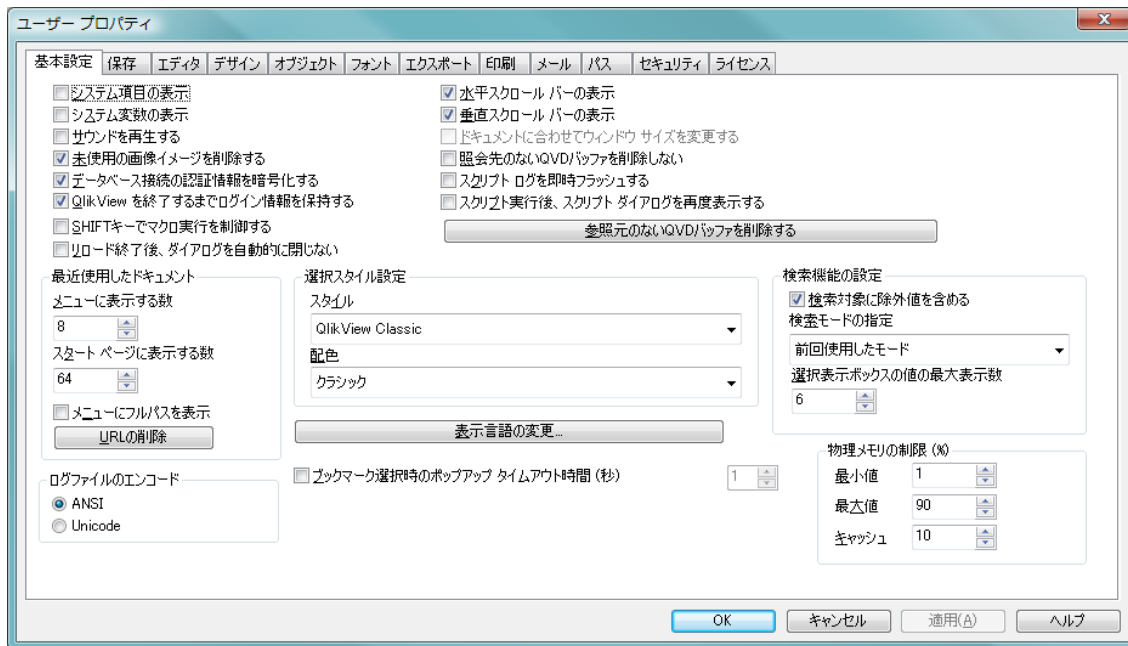 ユーザー プロパティ
基本設定 保存 エディタ デザイン オブジェクト フォント エクスポート 印刷 メール パス セキュリティ ライセンス
システム項目の表示
システム変数の表示
サウンドを再生する
未使用の画像イメージを削除する
データベース接続の認証情報を暗号化する
QlikView を終了するまでログイン情報を保持する
SHIFTキーでマクロ実行を制御する
リロード終了後、ダイアログを自動的に閉じない
水平スクロール バーの表示
垂直スクロール バーの表示
ドキュメントに合わせてウィンドウ サイズを変更する
照会先のないQVDバッファを削除しない
スクリプト ログを即時フラッシュする
スクリプト実行後、スクリプト ダイアログを再度表示する
参照元のないQVDバッファを削除する
最近使用したドキュメント
メニューに表示する数
8
スタート ページに表示する数
64
メニューにフルパスを表示
URLの削除
選択スタイル設定
スタイル
QlikView Classic
配色
クラシック
表示言語の変更...
検索機能の設定
検索対象に除外値を含める
検索モードの指定
前回使用したモード
選択表示ボックスの値の最大表示数
6
ログファイルのエンコード
ANSI
Unicode
ブックマーク選択時のポップアップ タイムアウト時間 (秒) 1
物理メモリの制限 (%)
最小値 1
最大値 90
キャッシュ 10
OK キャンセル 適用(A) ヘルプ